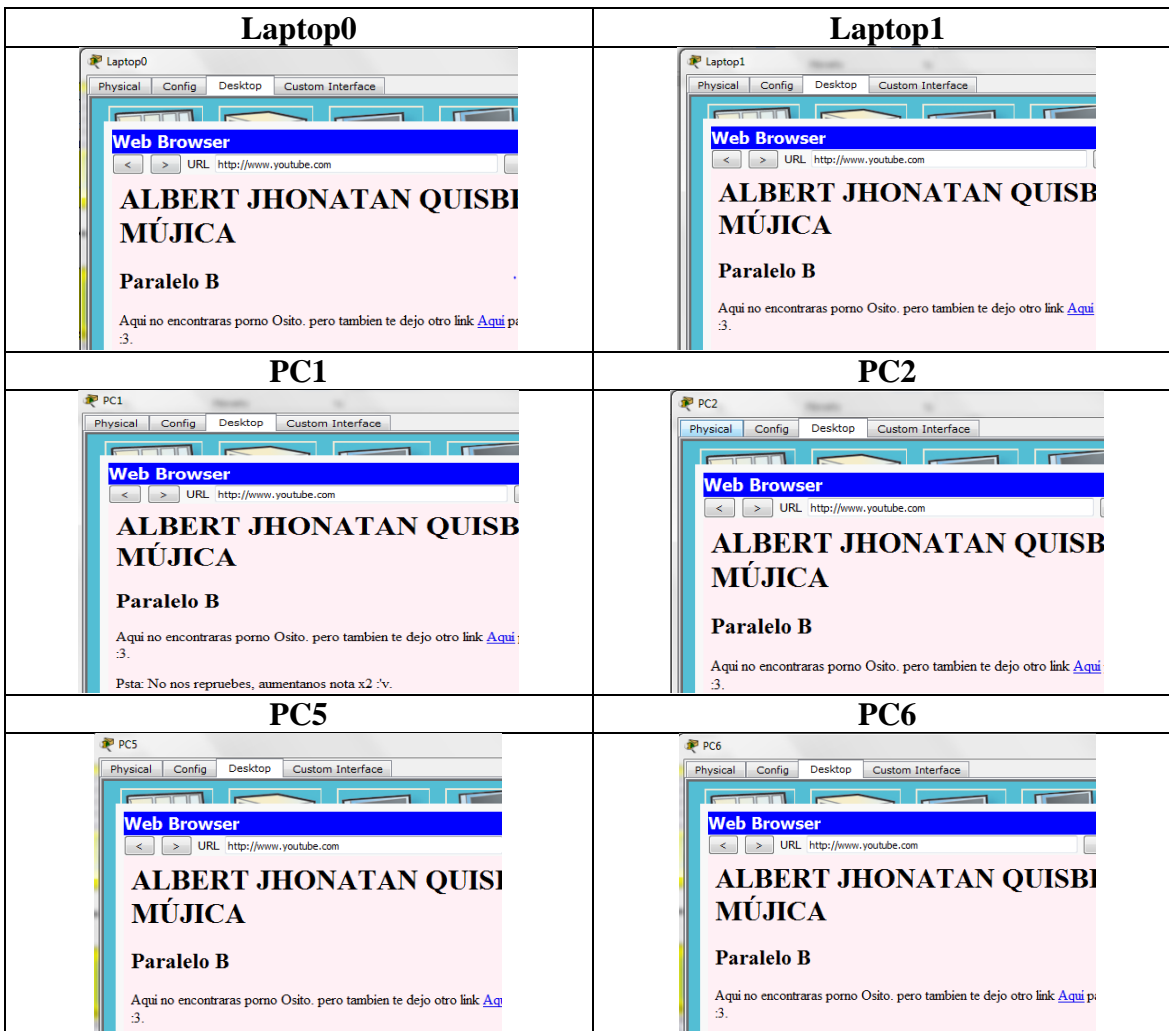 Laptop0
Laptop1
Laptop0
Physical Config Desktop Custom Interface
Web Browser
< > URL http://www.youtube.com
ALBERT JHONATAN
MÚJICA
Paralelo B
Aqui no encontraras porno Osito. pero tambien te dejo otro link Aqui
:3.
Laptop1
Physical Config Desktop Custom Interface
Web Browser
< > URL http://www.youtube.com
ALBERT JHONATAN
MÚJICA
Paralelo B
Aqui no encontraras porno Osito. pero tambien te dejo otro link Aqui
:3.
PC1
PC2
PC1
Physical Config Desktop Custom Interface
Web Browser
< > URL http://www.youtube.com
ALBERT JHONATAN
MÚJICA
Paralelo B
Aqui no encontraras porno Osito. pero tambien te dejo otro link Aqui
:3.
Psta: No nos repruebes, aumentanos nota x2 :'v.
PC2
Physical Config Desktop Custom Interface
Web Browser
< > URL http://www.youtube.com
ALBERT JHONATAN
MÚJICA
Paralelo B
Aqui no encontraras porno Osito. pero tambien te dejo otro link Aqui
:3.
PC5
PC6
PC5
Physical Config Desktop Custom Interface
Web Browser
< > URL http://www.youtube.com
ALBERT JHONATAN
MÚJICA
Paralelo B
Aqui no encontraras porno Osito. pero tambien te dejo otro link
:3.
PC6
Physical Config Desktop Custom Interface
Web Browser
< > URL http://www.youtube.com
ALBERT JHONATAN
MÚJICA
Paralelo B
Aqui no encontraras porno Osito. pero tambien te dejo otro link Aqui
:3.